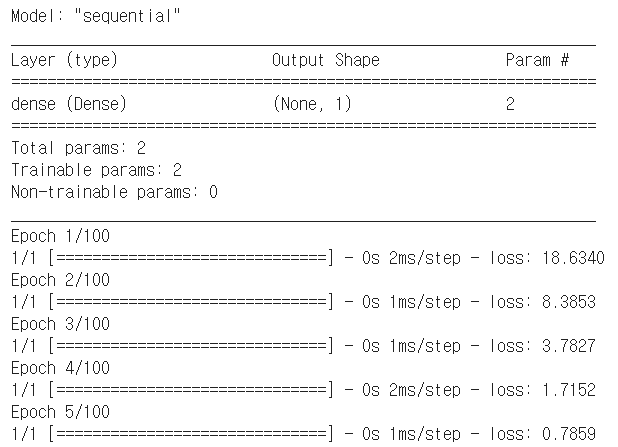 Model: "sequential"
_________________________________________________________________
Layer (type)                 Output Shape              Param #
=================================================================
dense (Dense)                (None, 1)                 2
=================================================================
Total params: 2
Trainable params: 2
Non-trainable params: 0
_________________________________________________________________
Epoch 1/100
1/1 [==============================] - 0s 2ms/step - loss: 18.6340
Epoch 2/100
1/1 [==============================] - 0s 1ms/step - loss: 8.3853
Epoch 3/100
1/1 [==============================] - 0s 1ms/step - loss: 3.7827
Epoch 4/100
1/1 [==============================] - 0s 2ms/step - loss: 1.7152
Epoch 5/100
1/1 [==============================] - 0s 1ms/step - loss: 0.7859